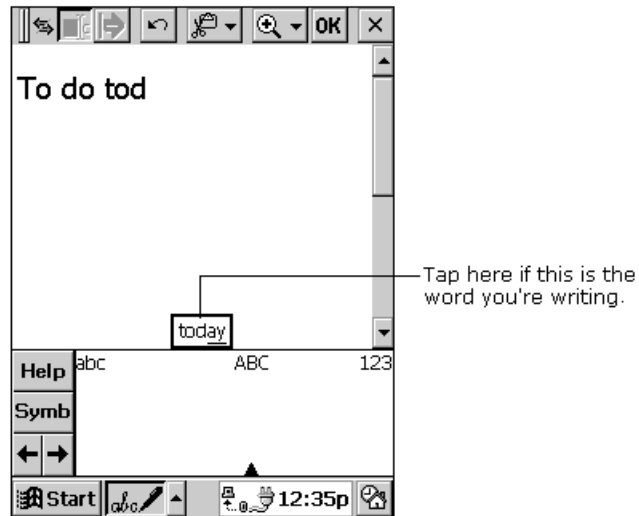 OK
To do tod
Tap here if this is the
word you're writing.
today
Help
abc
ABC
123
Symb
Start
abc
12:35p